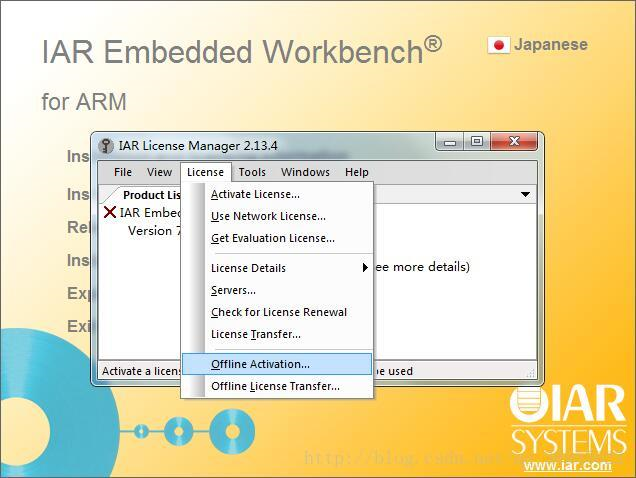 IAR Embedded Workbench®
Japanese
for ARM
IAR License Manager 2.13.4
File View License Tools Windows Help
Product Lis
IAR Embed
Version 7
ee more details)
Activate License...
Use Network License...
Get Evaluation License...
License Details
Servers...
Check for License Renewal
License Transfer...
Offline Activation...
Offline License Transfer...
Ins
Ins
Rel
Ins
Exp
Exi
Activate a licens
be used
IAR
SYSTEMS
www.iar.com
http://blog.csdn.net